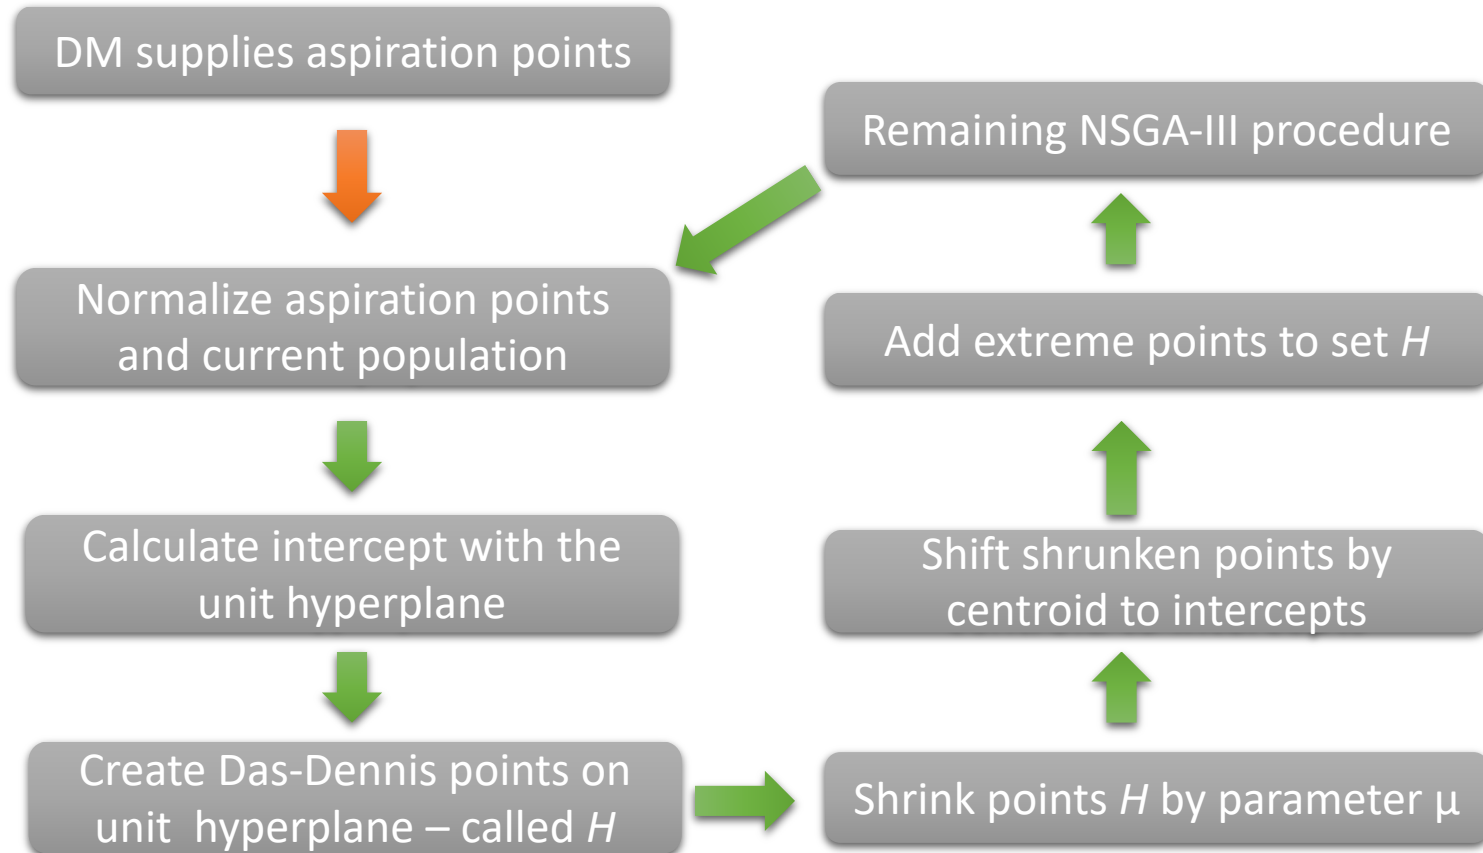 DM supplies aspiration points
Normalize aspiration points
and current population
Calculate intercept with the
unit hyperplane
Create Das-Dennis points on
unit  hyperplane – called H
Shrink points H by parameter μ
Shift shrunken points by
centroid to intercepts
Add extreme points to set H
Remaining NSGA-III procedure